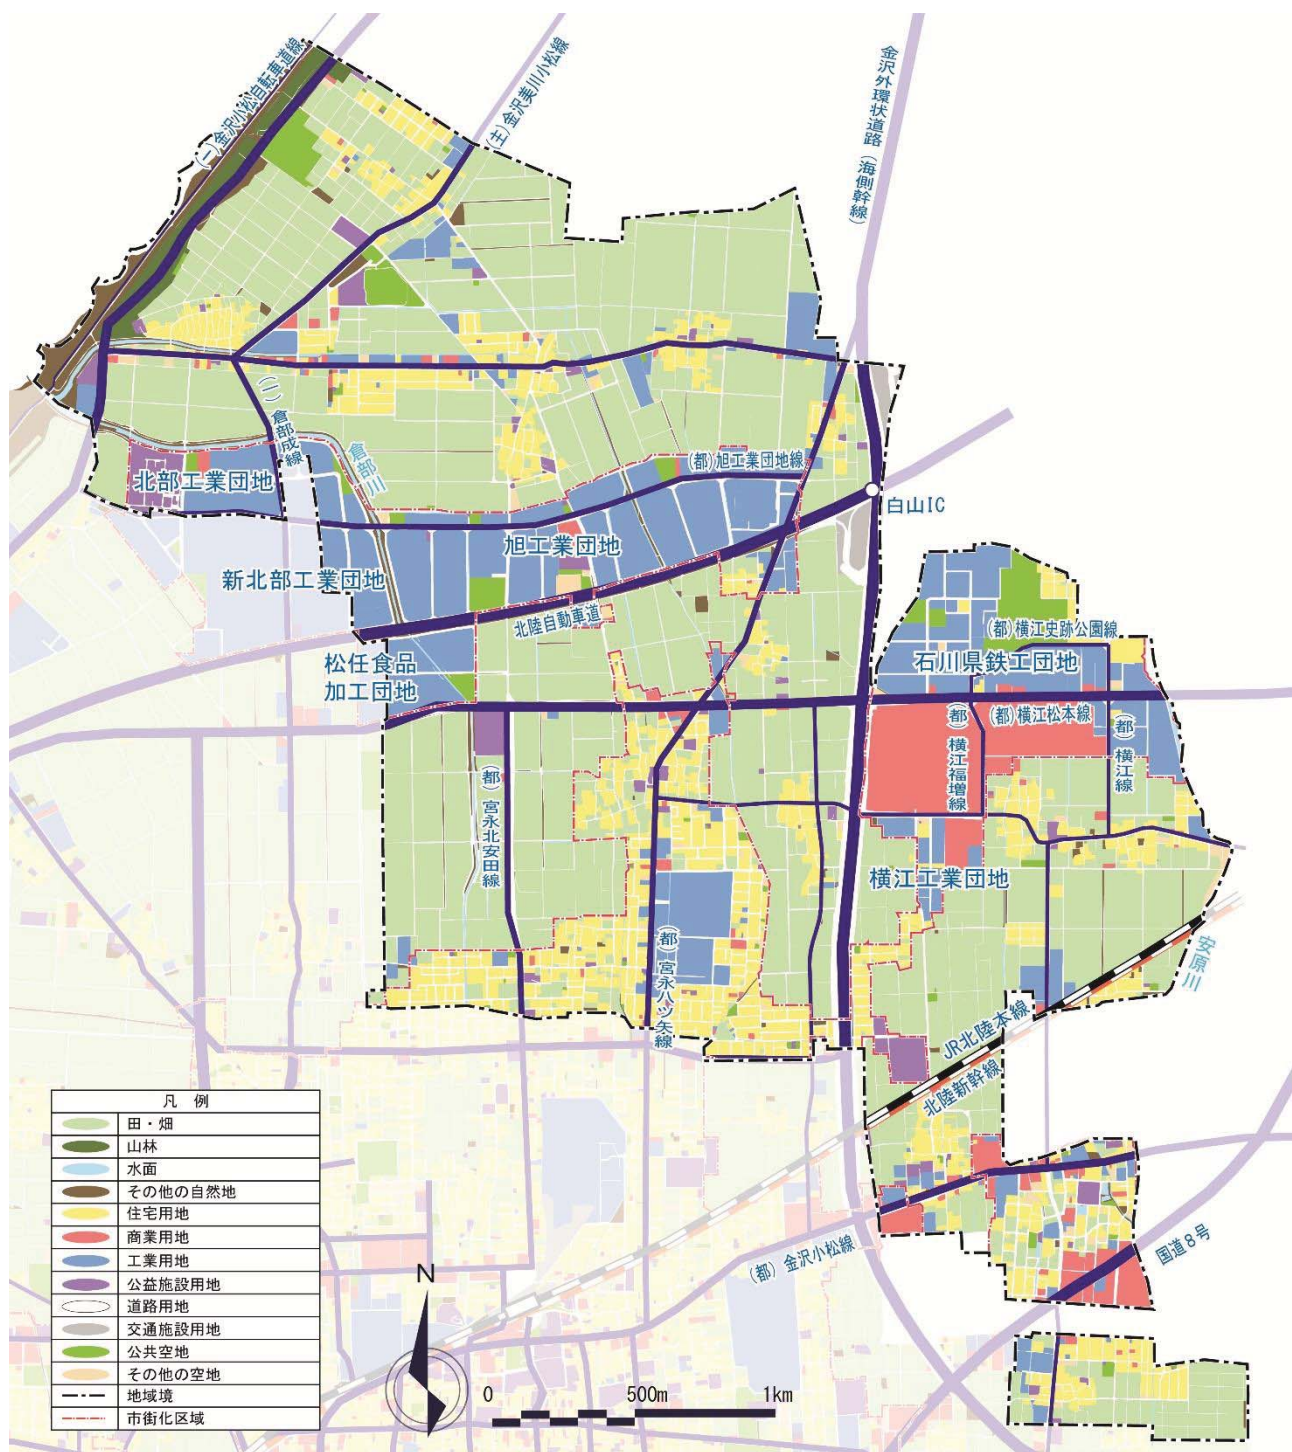 (一)金沢小松自転車道線
(主)金沢美川小松線
金沢外環状道路(海側幹線)
(一)倉部成線
倉部川
(都)旭工業団地線
北部工業団地
白山IC
旭工業団地
新北部工業団地
北陸自動車道
(都)横江史跡公園線
松任食品
加工団地
石川県鉄工団地
(都)横江松本線
(都)横江福増線
(都)横江線
(都)宮永北安田線
横江工業団地
(都)宮永八ツ矢線
安原川
JR北陸本線
北陸新幹線
(都)金沢小松線
国道8号
凡 例
田・畑
山林
水面
その他の自然地
住宅用地
商業用地
工業用地
公益施設用地
道路用地
交通施設用地
公共空地
その他の空地
地域境
市街化区域
N
0 500m 1km